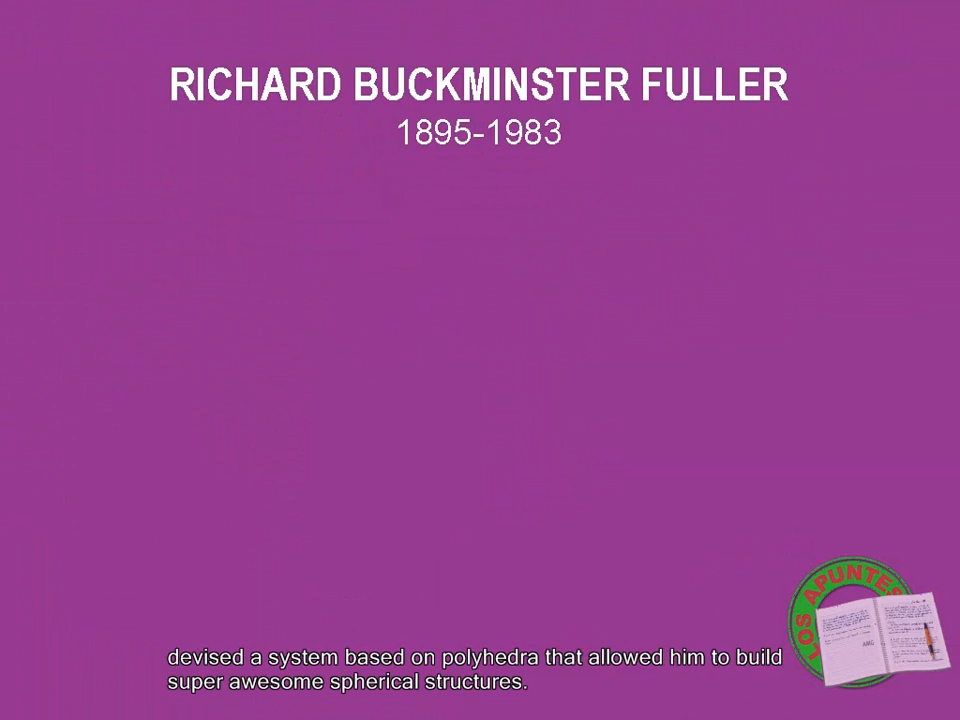 RICHARD BUCKMINSTER FULLER
1895-1983
LOS APUNTES
devised a system based on polyhedra that allowed him to build
super awesome spherical structures.